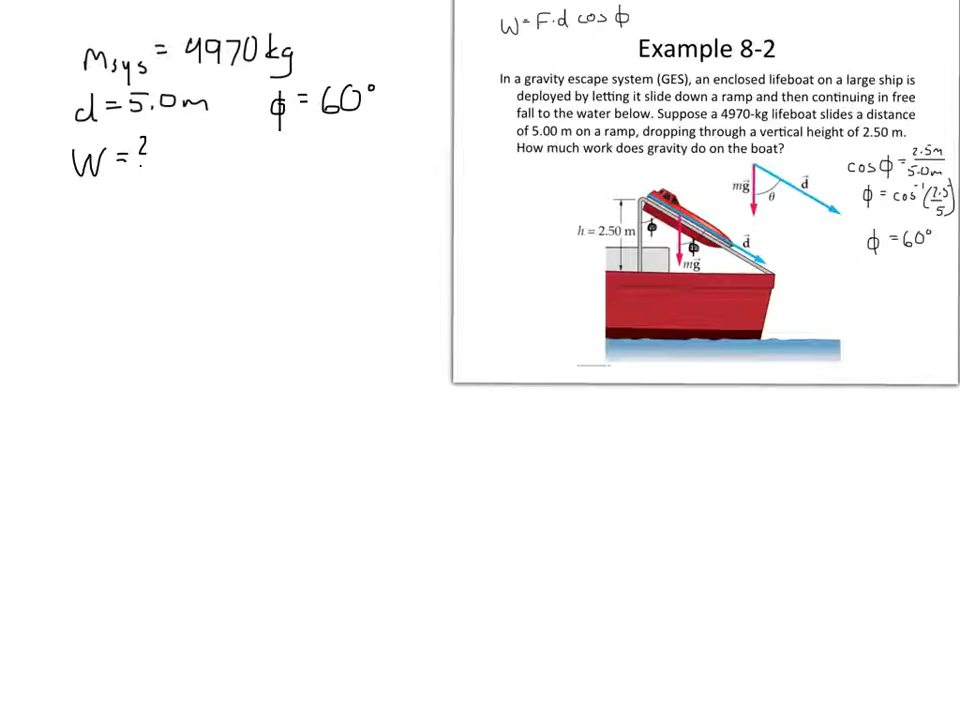 m_sys = 4970 kg
d = 5.0 m ϕ = 60°
W = ?
W = F·d cos ϕ
Example 8-2
In a gravity escape system (GES), an enclosed lifeboat on a large ship is
deployed by letting it slide down a ramp and then continuing in free
fall to the water below. Suppose a 4970-kg lifeboat slides a distance
of 5.00 m on a ramp, dropping through a vertical height of 2.50 m.
How much work does gravity do on the boat?
cos ϕ = 2.5m / 5.0m
ϕ = cos⁻¹(2.5/5)
ϕ = 60°
mg⃗
θ
d⃗
h = 2.50 m
ϕ
ϕ
d⃗
mg⃗